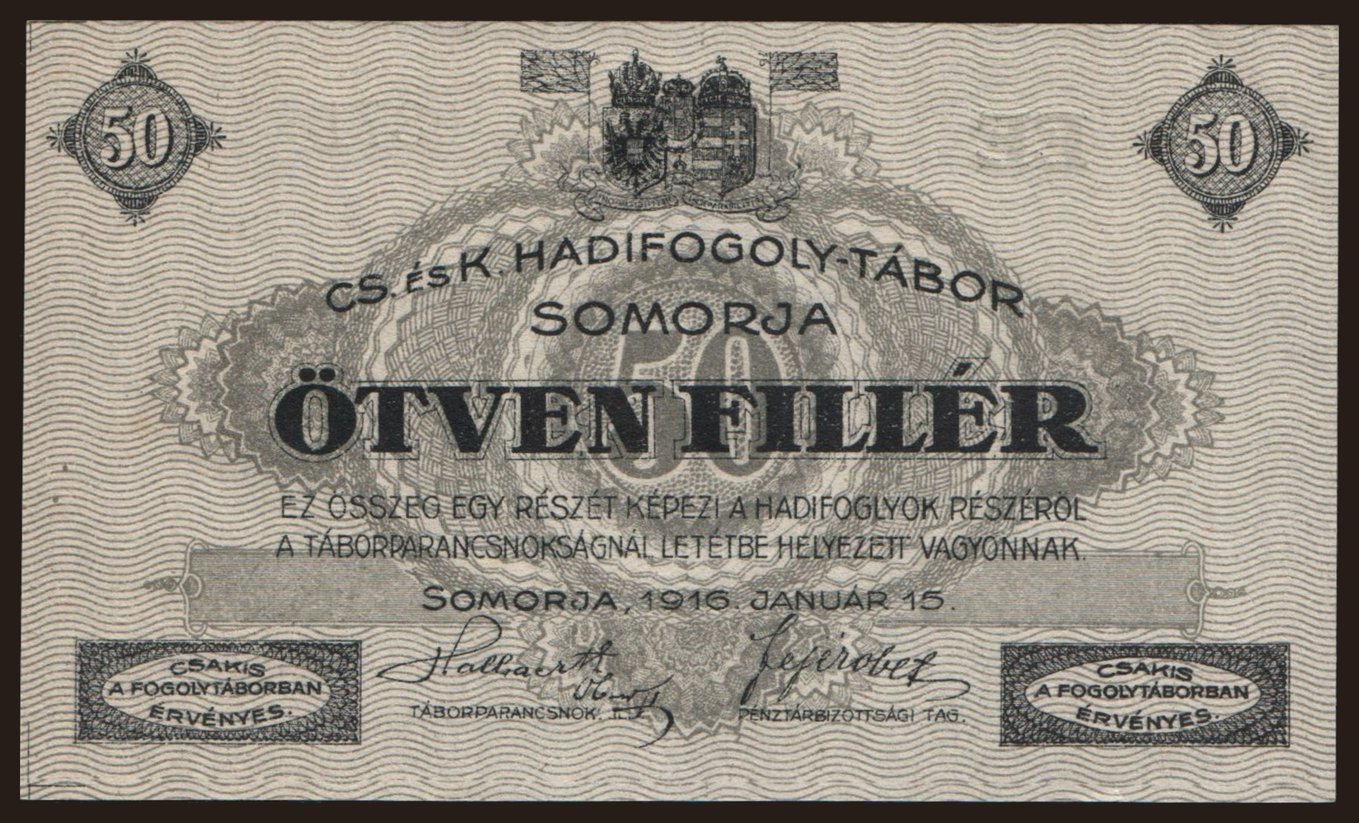 50
50
CS. ÉS K. HADIFOGOLY-TÁBOR
SOMORJA
50
ÖTVEN FILLÉR
EZ ÖSSZEG EGY RÉSZÉT KÉPEZI A HADIFOGLYOK RÉSZÉRŐL
A TÁBORPARANCSNOKSÁGNÁL LETÉTBE HELYEZETT VAGYONNAK.
SOMORJA, 1916. JANUÁR 15.
CSAKIS
A FOGOLYTÁBORBAN
ÉRVÉNYES.
TÁBORPARANCSNOK.
PÉNZTÁRBIZOTTSÁGI TAG.
CSAKIS
A FOGOLYTÁBORBAN
ÉRVÉNYES.